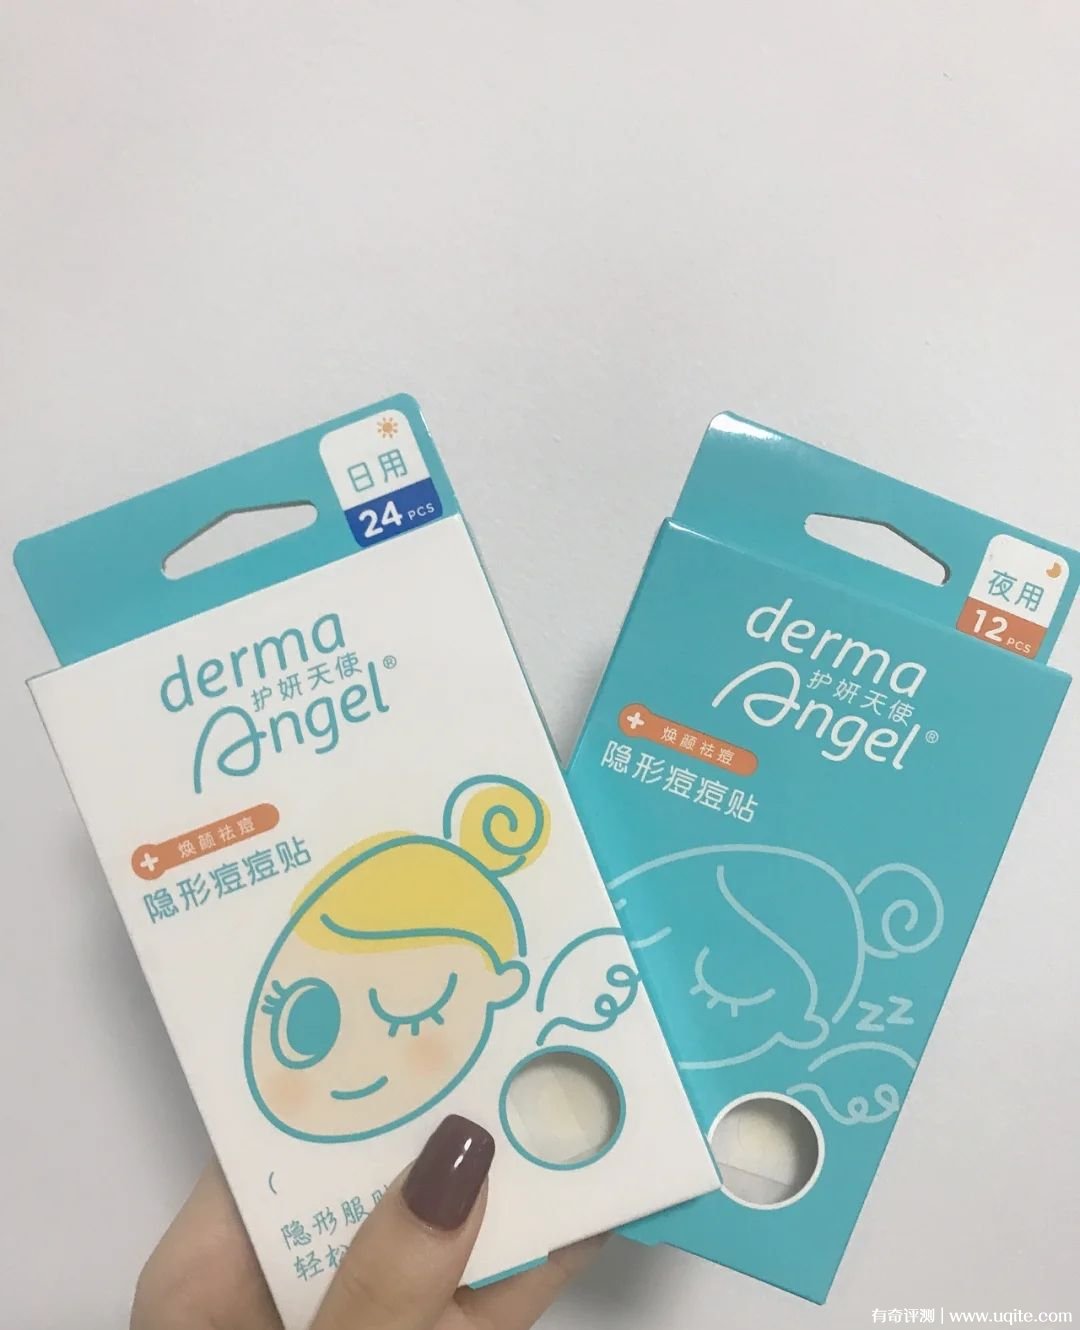 日用
24 PCS
derma
护妍天使
Angel®
焕颜祛痘
隐形痘痘贴
隐形服
轻松
夜用
12 PCS
derma
护妍天使
Angel®
焕颜祛痘
隐形痘痘贴
zz
有奇评测 | www.uqite.com